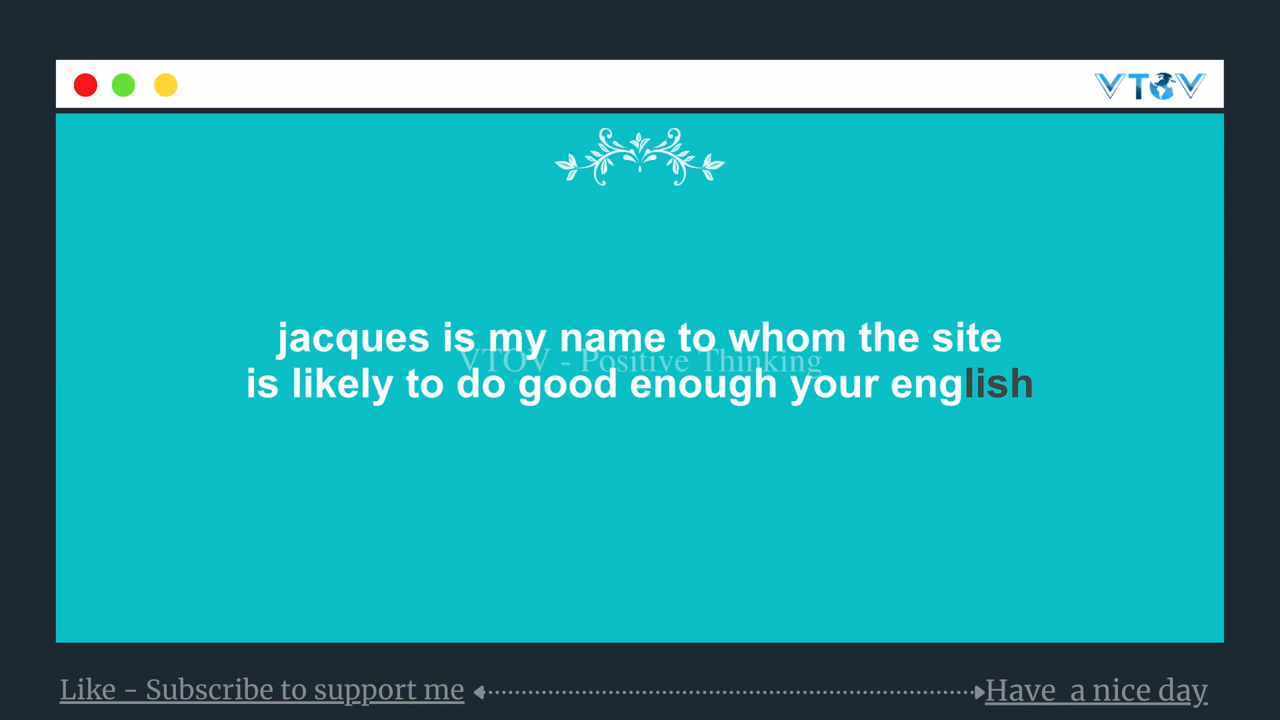 VTOV
jacques is my name to whom the site
VTOV - Positive Thinking
is likely to do good enough your english
Like - Subscribe to support me
Have a nice day